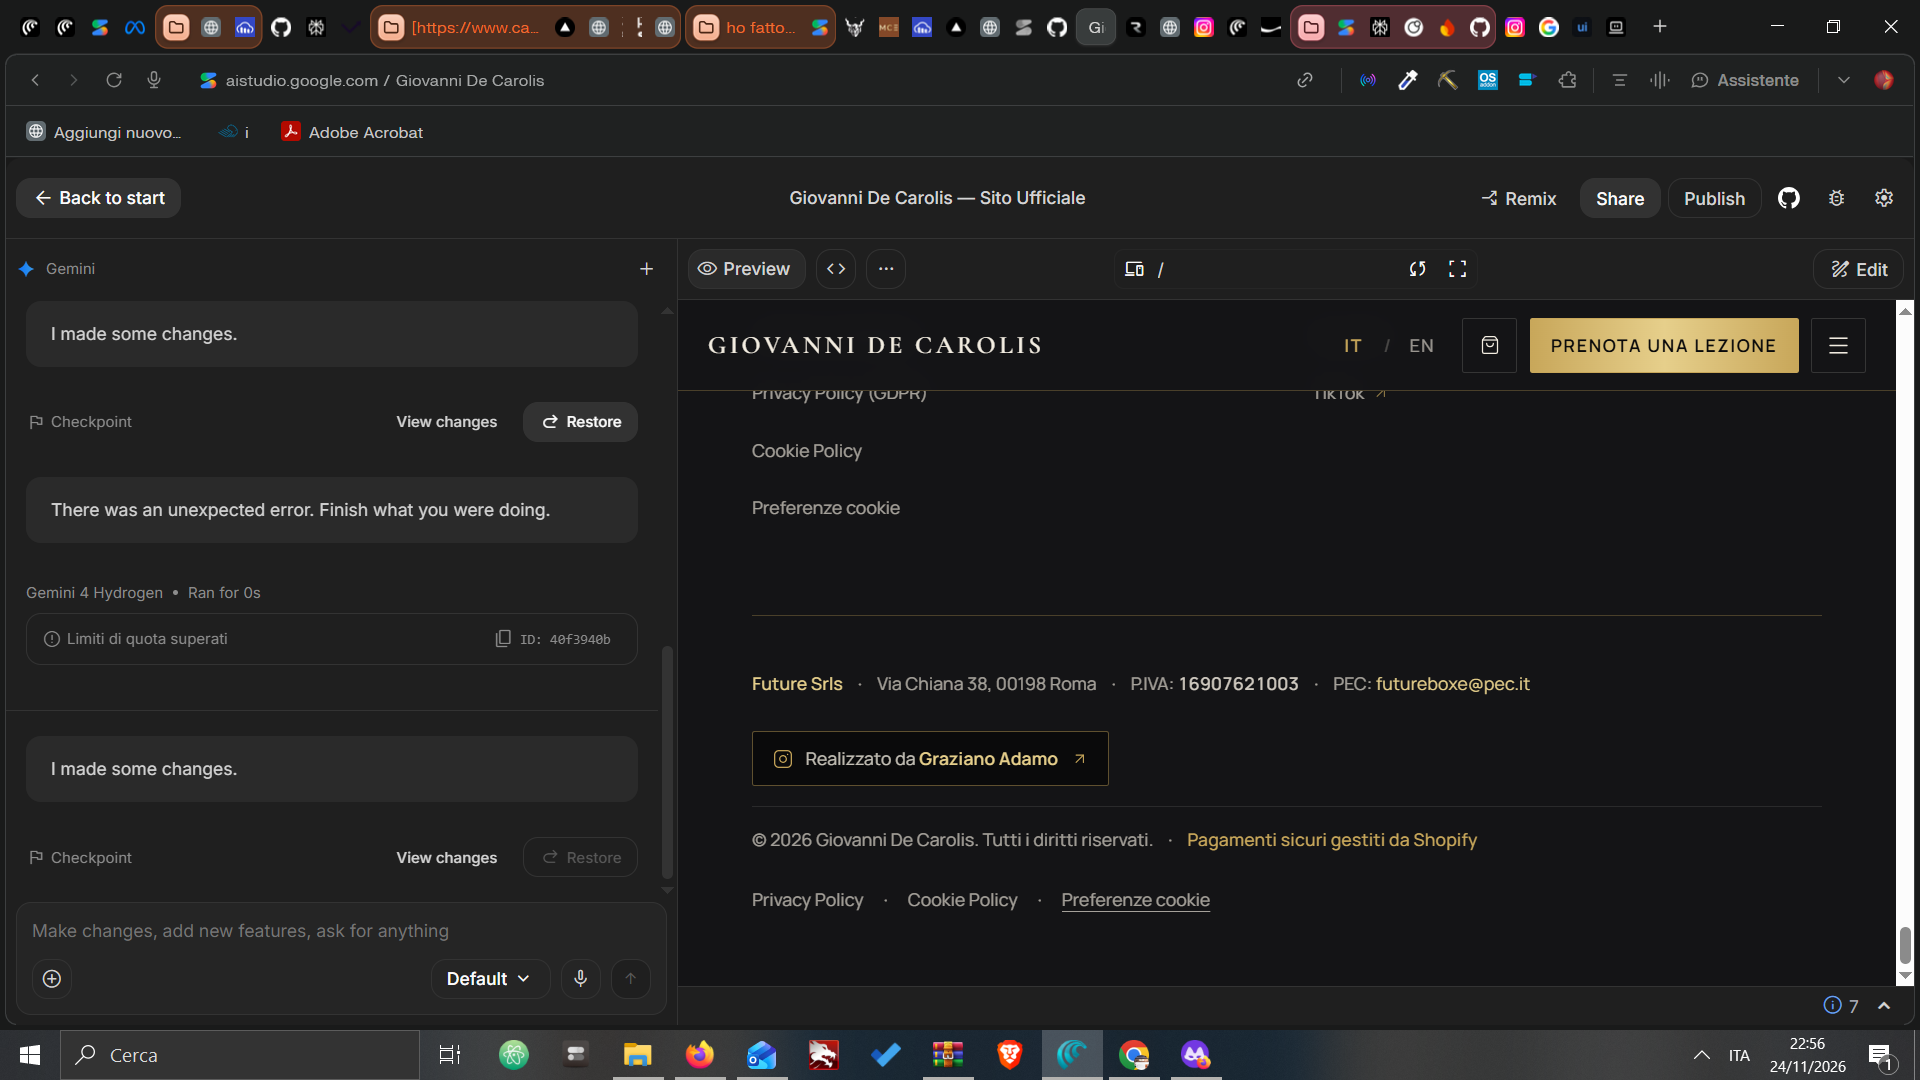 [https://www.ca...
ho fatto...
MCE
Gi
ui
aistudio.google.com / Giovanni De Carolis
OS
addon
Assistente
Aggiungi nuovo...
i
Adobe Acrobat
Back to start
Giovanni De Carolis — Sito Ufficiale
Remix
Share
Publish
Gemini
Preview
/
Edit
I made some changes.
Checkpoint
View changes
Restore
There was an unexpected error. Finish what you were doing.
Gemini 4 Hydrogen • Ran for 0s
Limiti di quota superati
ID: 40f3940b
I made some changes.
Checkpoint
View changes
Restore
Make changes, add new features, ask for anything
Default
GIOVANNI DE CAROLIS
IT / EN
PRENOTA UNA LEZIONE
Privacy Policy (GDPR)
TikTok
Cookie Policy
Preferenze cookie
Future Srls · Via Chiana 38, 00198 Roma · P.IVA: 16907621003 · PEC: futureboxe@pec.it
Realizzato da Graziano Adamo
© 2026 Giovanni De Carolis. Tutti i diritti riservati. · Pagamenti sicuri gestiti da Shopify
Privacy Policy · Cookie Policy · Preferenze cookie
7
Cerca
ITA
22:56
24/11/2026
1